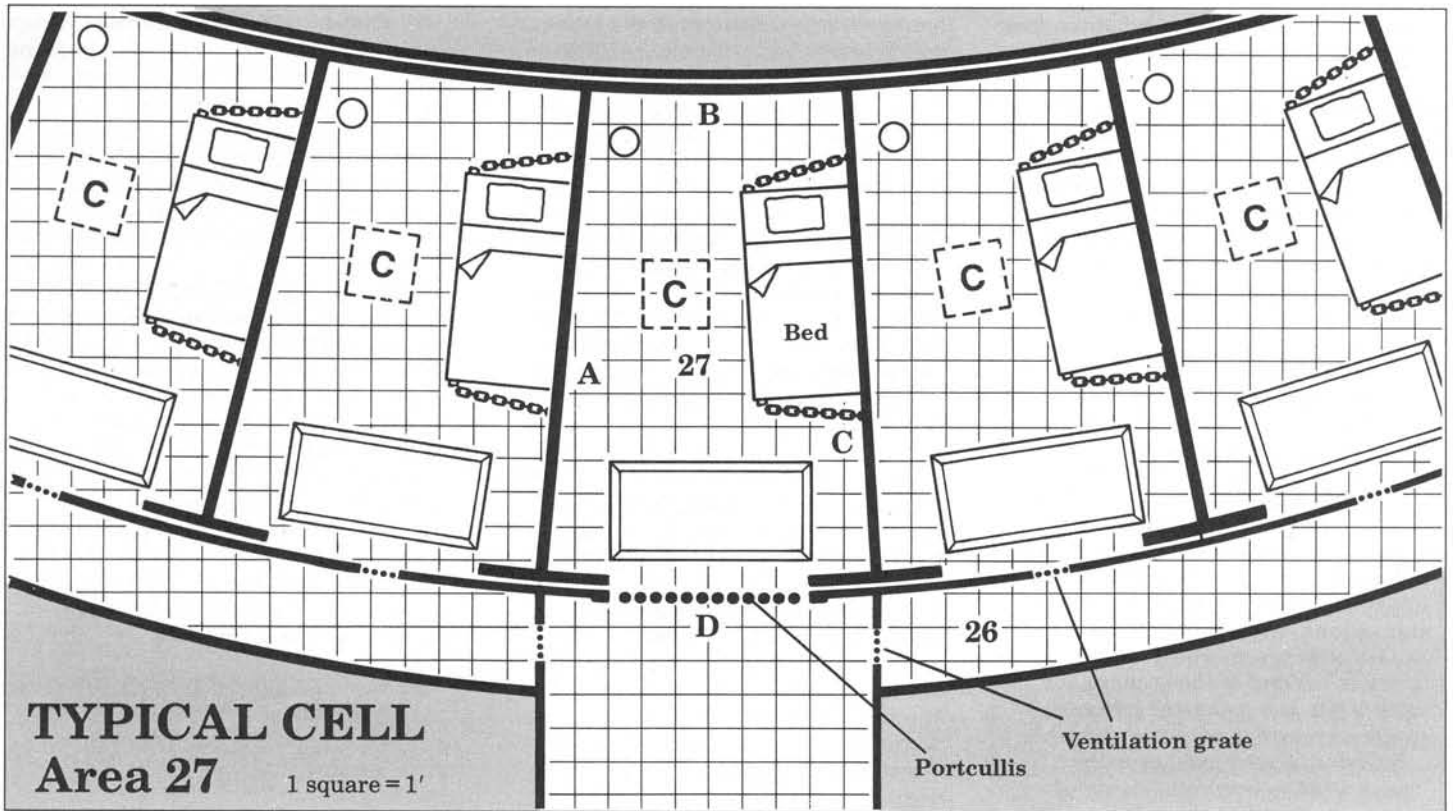 B
C
C
C
C
C
Bed
27
A
C
D
26
TYPICAL CELL
Area 27
1 square = 1′
Ventilation grate
Portcullis